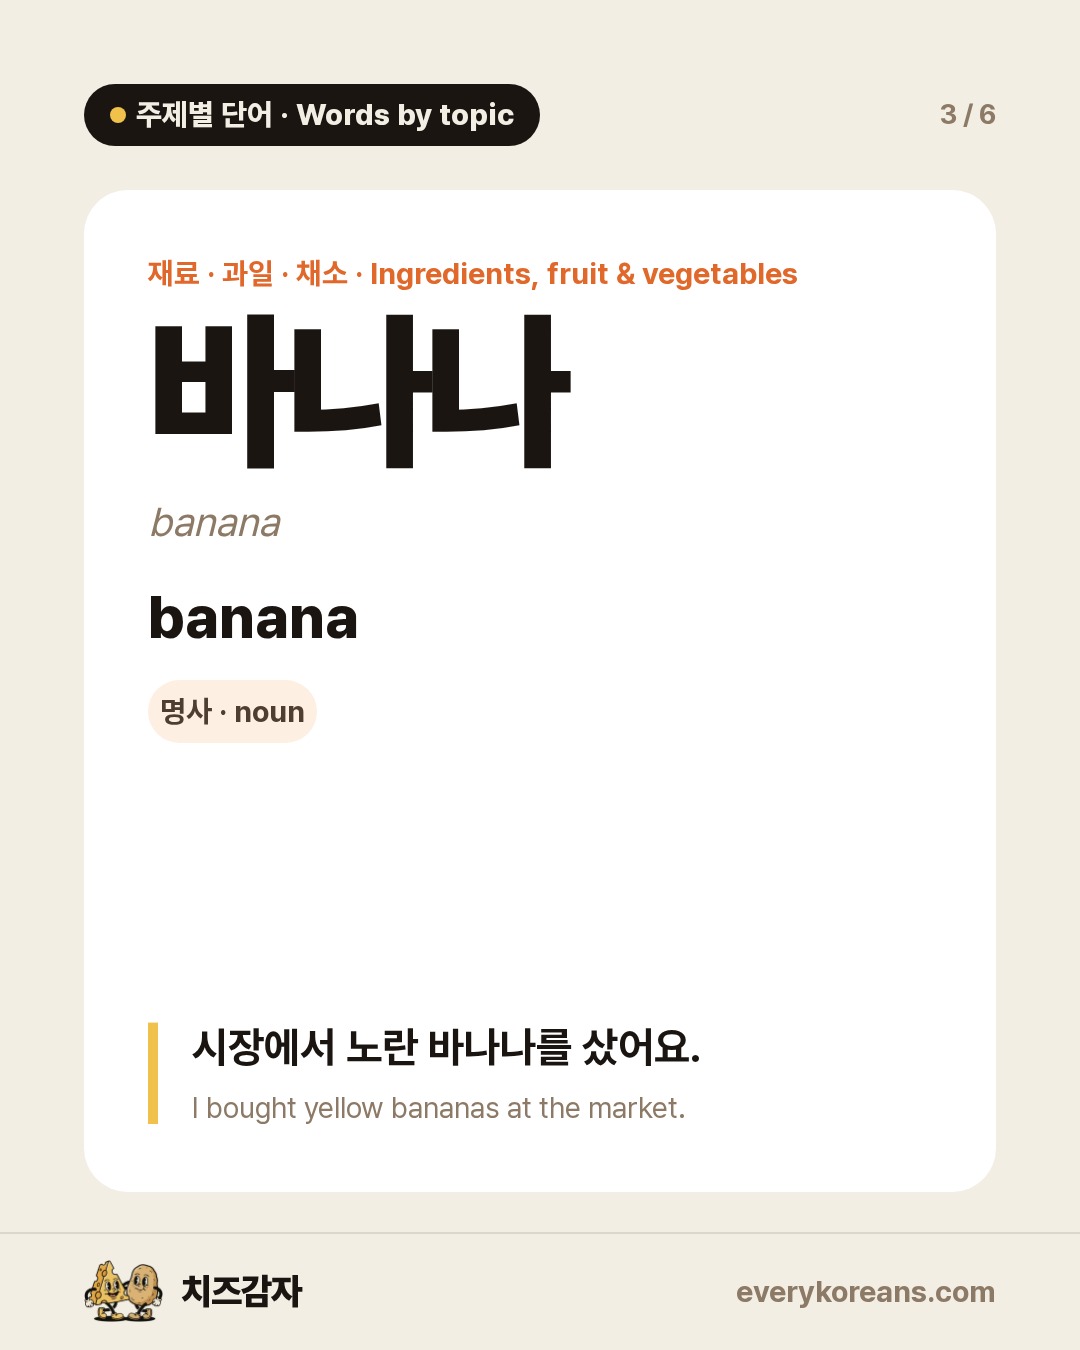 주제별 단어 · Words by topic
3 / 6
재료 · 과일 · 채소 · Ingredients, fruit & vegetables
바나나
banana
banana
명사 · noun
시장에서 노란 바나나를 샀어요.
I bought yellow bananas at the market.
치즈감자
everykoreans.com